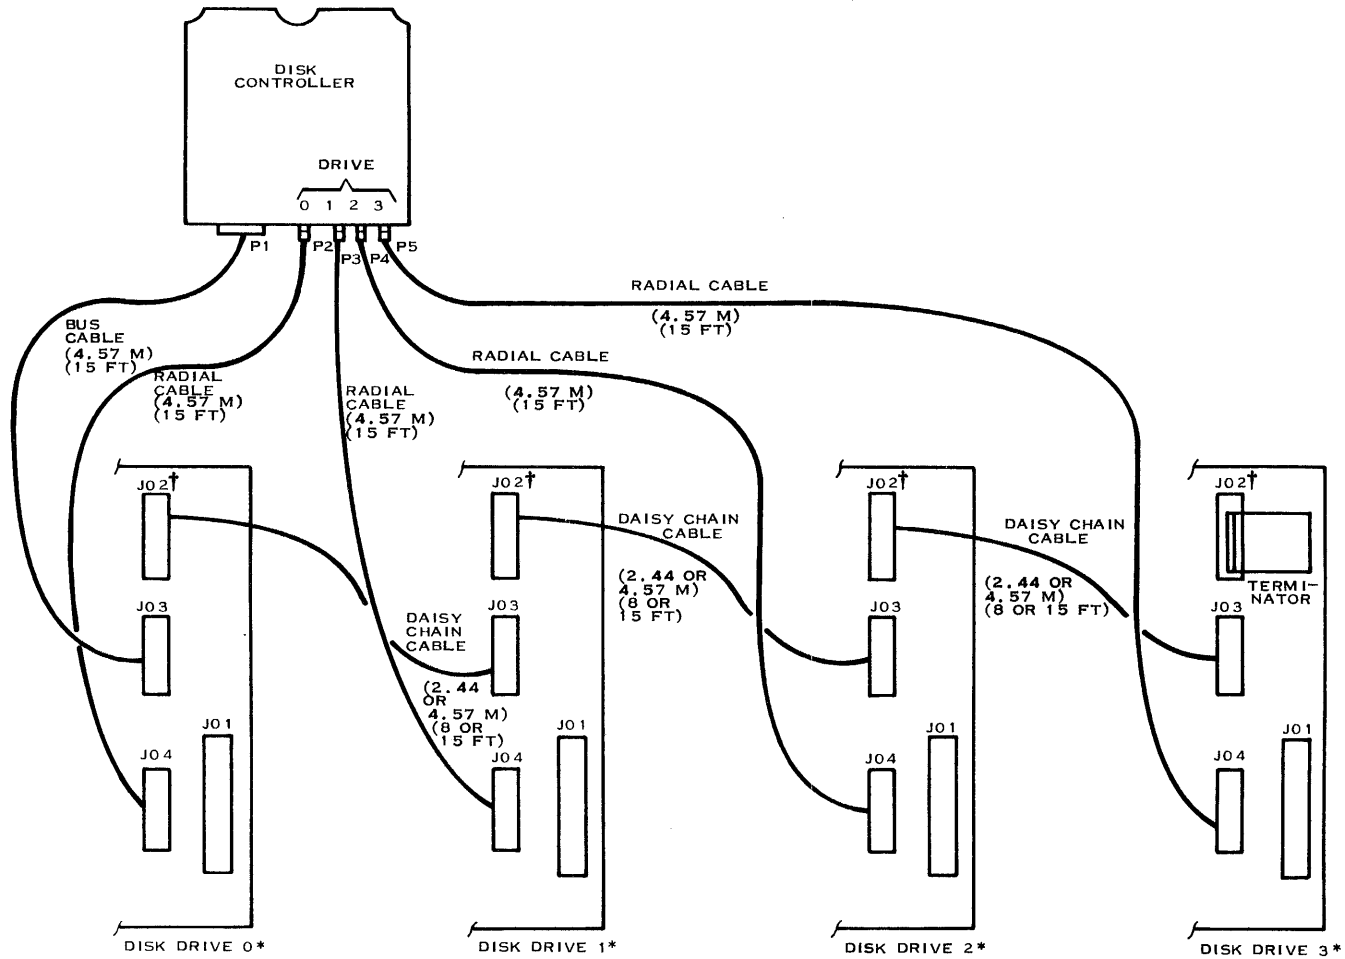 DISK
CONTROLLER
DRIVE
0 1 2 3
P1
P2
P3
P4
P5
RADIAL CABLE
(4.57 M)
(15 FT)
BUS
CABLE
(4.57 M)
(15 FT)
RADIAL
CABLE
(4.57 M)
(15 FT)
RADIAL
CABLE
(4.57 M)
(15 FT)
RADIAL CABLE
(4.57 M)
(15 FT)
J02†
J03
J04
J01
DISK DRIVE 0*
DAISY
CHAIN
CABLE
(2.44
OR
4.57 M)
(8 OR
15 FT)
J02†
J03
J04
J01
DISK DRIVE 1*
DAISY CHAIN
CABLE
(2.44 OR
4.57 M)
(8 OR
15 FT)
J02†
J03
J04
J01
DISK DRIVE 2*
DAISY CHAIN
CABLE
(2.44 OR
4.57 M)
(8 OR 15 FT)
J02†
TERMI-
NATOR
J03
J04
J01
DISK DRIVE 3*